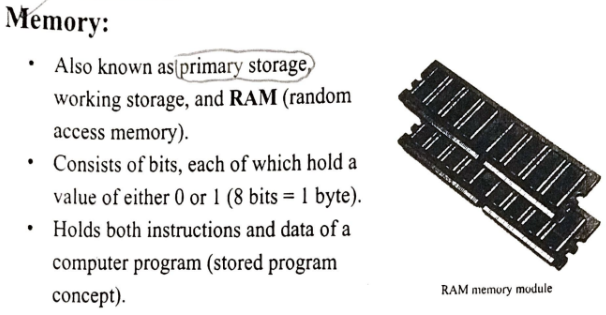 Memory:
• Also known as primary storage,
working storage, and RAM (random
access memory).
• Consists of bits, each of which hold a
value of either 0 or 1 (8 bits = 1 byte).
• Holds both instructions and data of a
computer program (stored program
concept).
RAM memory module